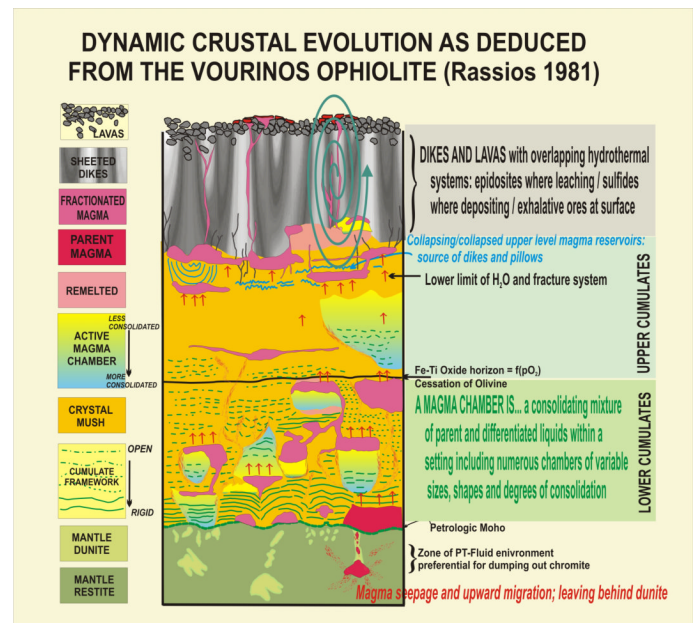 DYNAMIC CRUSTAL EVOLUTION AS DEDUCED
FROM THE VOURINOS OPHIOLITE (Rassios 1981)
LAVAS
SHEETED
DIKES
FRACTIONATED
MAGMA
PARENT
MAGMA
REMELTED
LESS
CONSOLIDATED
ACTIVE
MAGMA
CHAMBER
MORE
CONSOLIDATED
CRYSTAL
MUSH
OPEN
CUMULATE
FRAMEWORK
RIGID
MANTLE
DUNITE
MANTLE
RESTITE
DIKES AND LAVAS with overlapping hydrothermal
systems: epidosites where leaching / sulfides
where depositing / exhalative ores at surface
Collapsing/collapsed upper level magma reservoirs:
source of dikes and pillows
Lower limit of H₂O and fracture system
UPPER CUMULATES
Fe-Ti Oxide horizon = f(pO₂)
Cessation of Olivine
A MAGMA CHAMBER IS... a consolidating mixture
of parent and differentiated liquids within a
setting including numerous chambers of variable
sizes, shapes and degrees of consolidation
LOWER CUMULATES
Petrologic Moho
Zone of PT-Fluid enivronment
preferential for dumping out chromite
Magma seepage and upward migration; leaving behind dunite